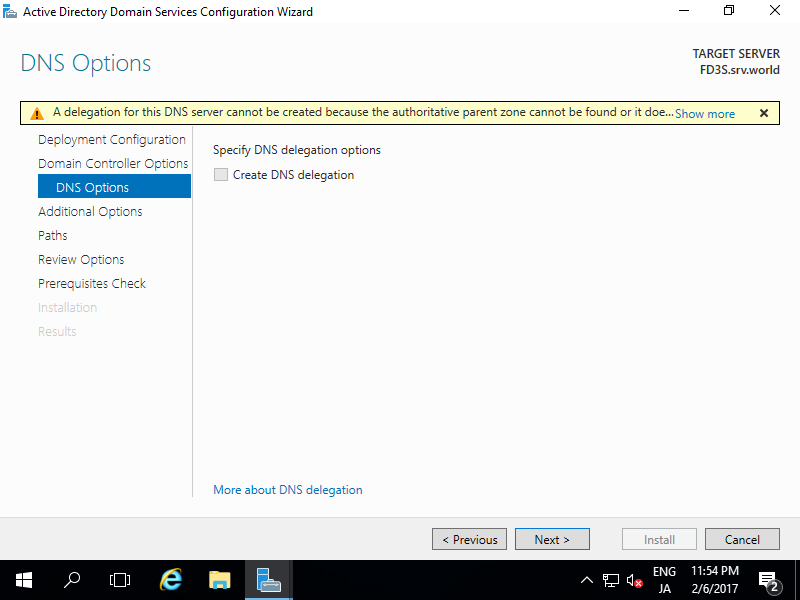 Active Directory Domain Services Configuration Wizard
DNS Options
TARGET SERVER
FD3S.srv.world
A delegation for this DNS server cannot be created because the authoritative parent zone cannot be found or it doe... Show more
Deployment Configuration
Domain Controller Options
DNS Options
Additional Options
Paths
Review Options
Prerequisites Check
Installation
Results
Specify DNS delegation options
Create DNS delegation
More about DNS delegation
< Previous
Next >
Install
Cancel
ENG
JA
11:54 PM
2/6/2017
2